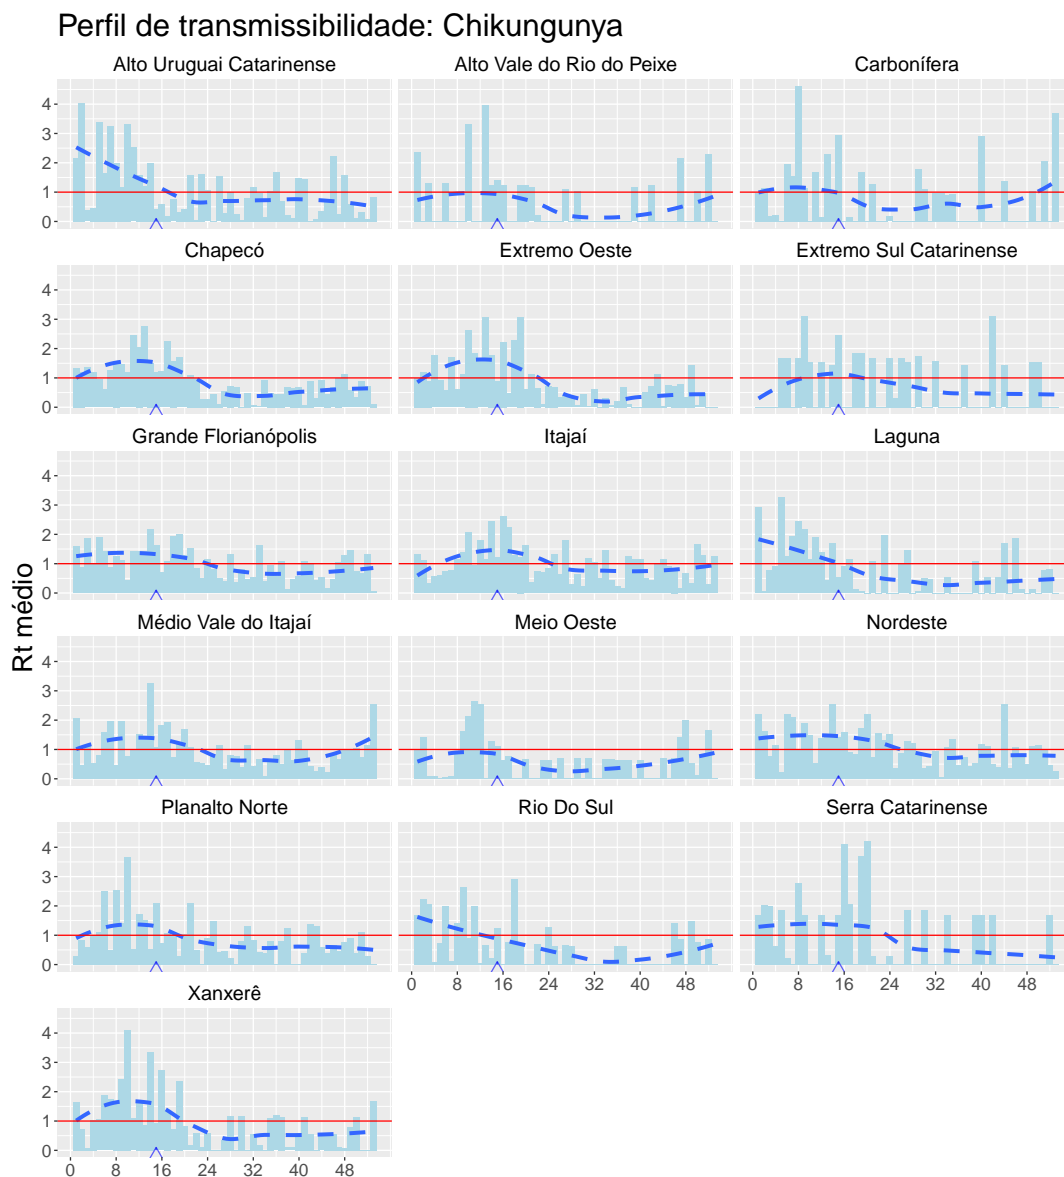 Perfil de transmissibilidade: Chikungunya
Alto Uruguai Catarinense
Alto Vale do Rio do Peixe
Carbonífera
4
3
2
1
0
Chapecó
Extremo Oeste
Extremo Sul Catarinense
4
3
2
1
0
Grande Florianópolis
Itajaí
Laguna
4
3
2
1
0
Rt médio
Médio Vale do Itajaí
Meio Oeste
Nordeste
4
3
2
1
0
Planalto Norte
Rio Do Sul
Serra Catarinense
4
3
2
1
0
0 8 16 24 32 40 48
0 8 16 24 32 40 48
Xanxerê
4
3
2
1
0
0 8 16 24 32 40 48